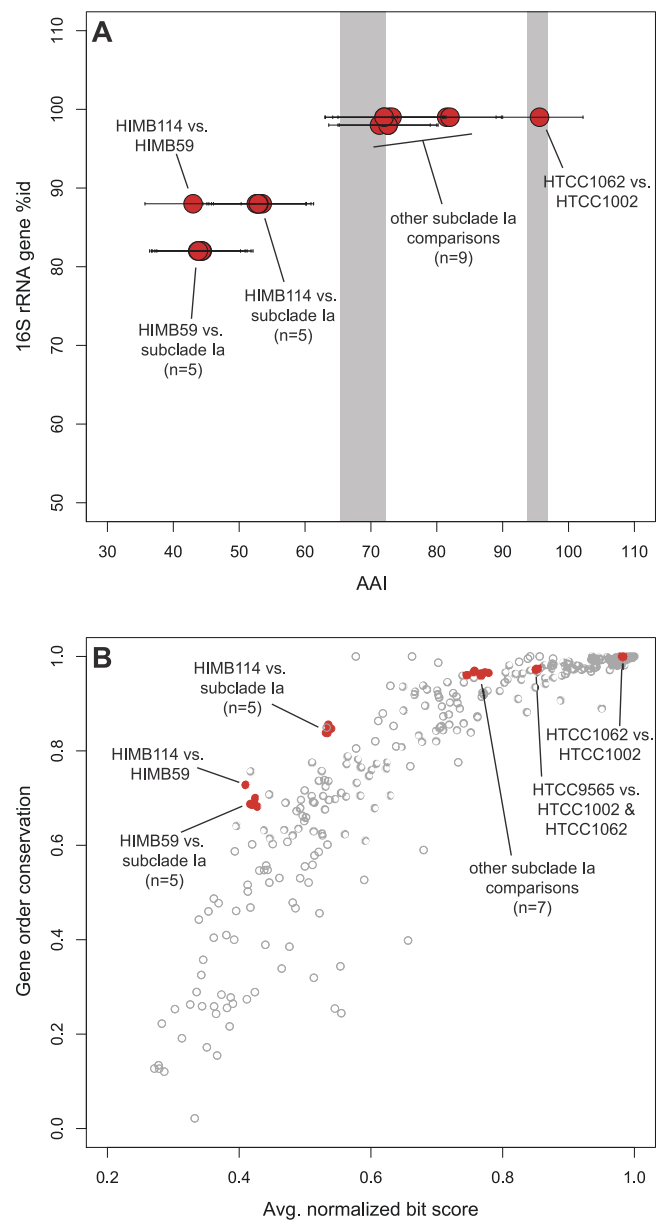 A
110
100
90
80
70
60
50
16S rRNA gene %id
HIMB114 vs.
HIMB59
HIMB59 vs.
subclade Ia
(n=5)
HIMB114 vs.
subclade Ia
(n=5)
other subclade Ia
comparisons
(n=9)
HTCC1062 vs.
HTCC1002
30
40
50
60
70
80
90
100
110
AAI
B
1.0
0.8
0.6
0.4
0.2
0.0
Gene order conservation
HIMB114 vs.
subclade Ia
(n=5)
HIMB114 vs.
HIMB59
HIMB59 vs.
subclade Ia
(n=5)
HTCC1062 vs.
HTCC1002
HTCC9565 vs.
HTCC1002 &
HTCC1062
other subclade Ia
comparisons
(n=7)
0.2
0.4
0.6
0.8
1.0
Avg. normalized bit score